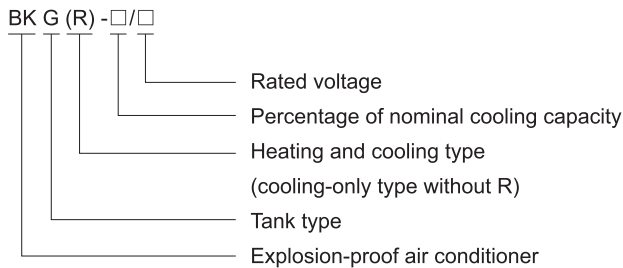 BK G (R) -□/□
Rated voltage
Percentage of nominal cooling capacity
Heating and cooling type
(cooling-only type without R)
Tank type
Explosion-proof air conditioner